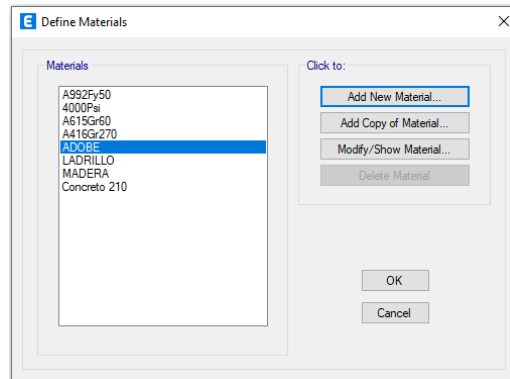 E Define Materials
Materials
A992Fy50
4000Psi
A615Gr60
A416Gr270
ADOBE
LADRILLO
MADERA
Concreto 210
Click to:
Add New Material...
Add Copy of Material...
Modify/Show Material...
Delete Material
OK
Cancel